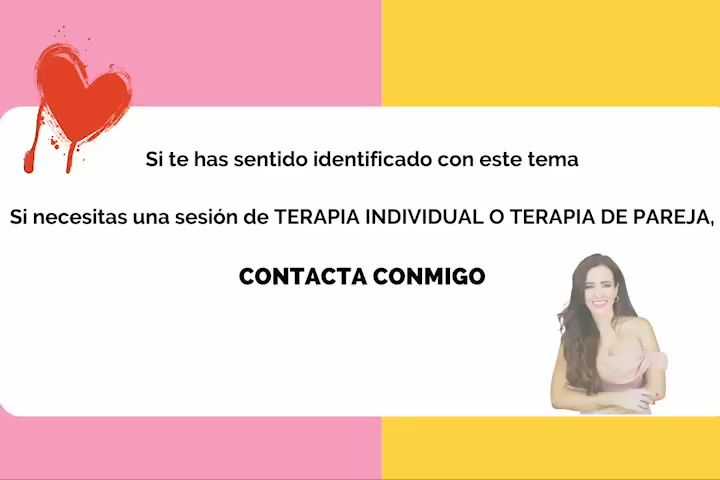 Si te has sentido identificado con este tema
Si necesitas una sesión de TERAPIA INDIVIDUAL O TERAPIA DE PAREJA,
CONTACTA CONMIGO